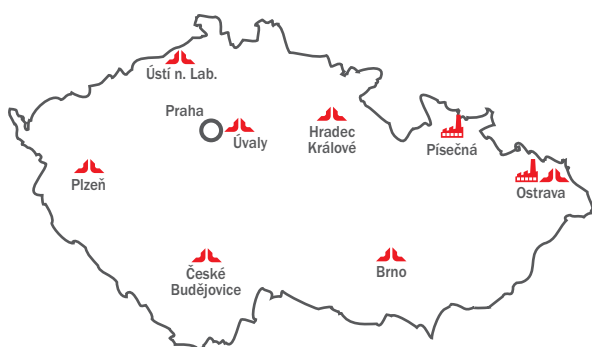 Ústí n. Lab.
Praha
Úvaly
Hradec
Králové
Písečná
Plzeň
Ostrava
České
Budějovice
Brno